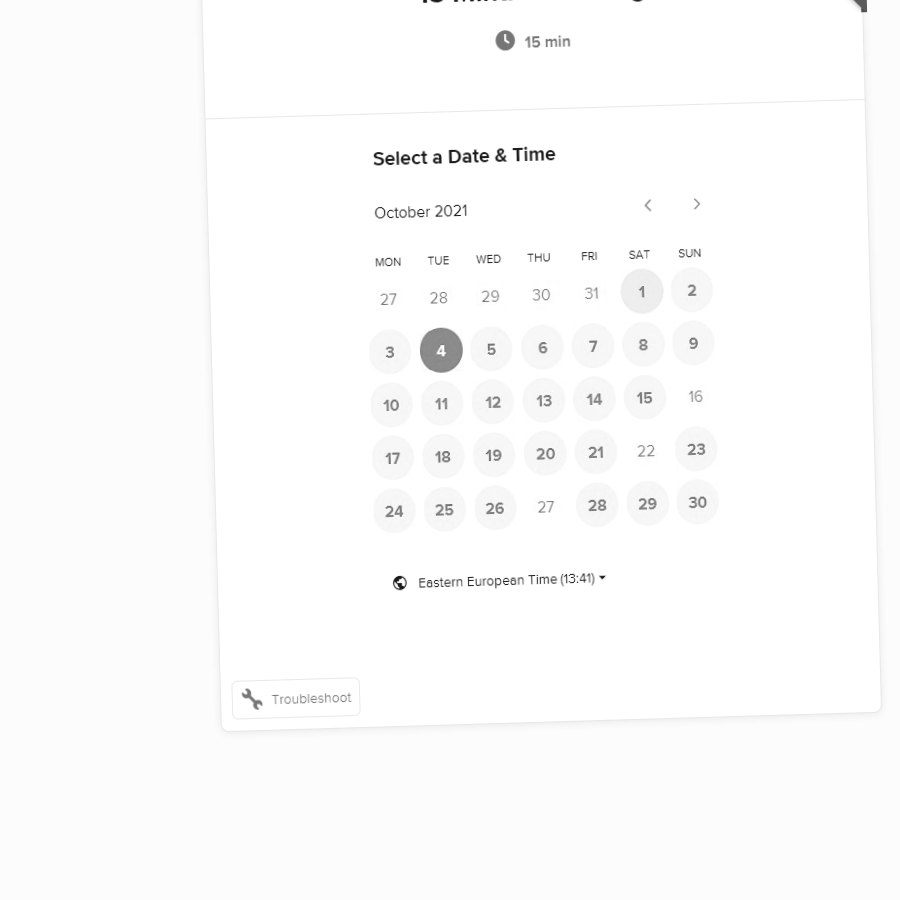 15 min
Select a Date & Time
October 2021
MON TUE WED THU FRI SAT SUN
27 28 29 30 31 1 2
3 4 5 6 7 8 9
10 11 12 13 14 15 16
17 18 19 20 21 22 23
24 25 26 27 28 29 30
Eastern European Time (13:41)
Troubleshoot